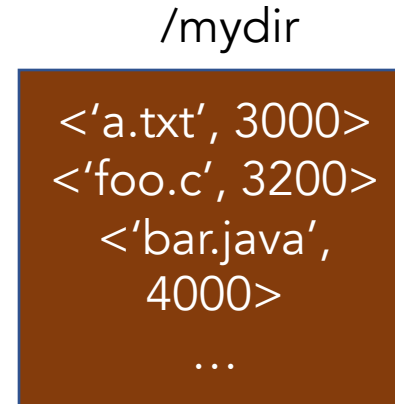 /mydir
<‘a.txt’, 3000>
<‘foo.c’, 3200>
<‘bar.java’,
4000>
…